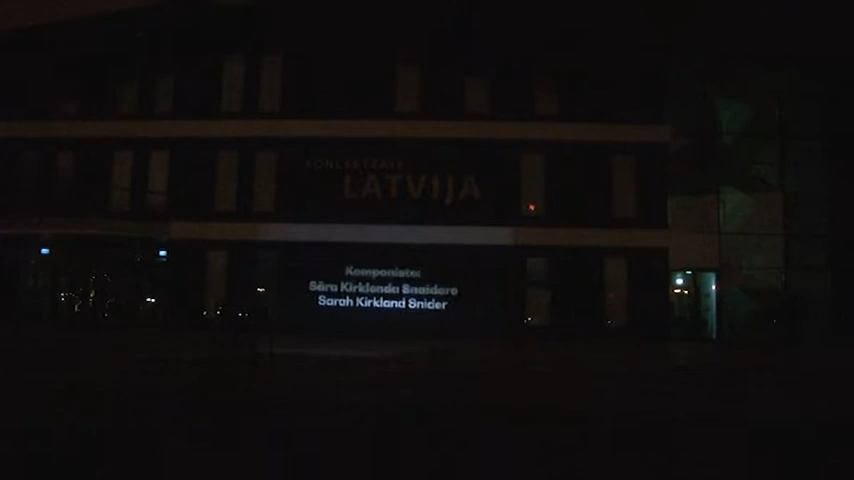 KONCERTZĀLE
LATVIJA
Komponiste:
Sāra Kirklenda Snaidere
Sarah Kirkland Snider